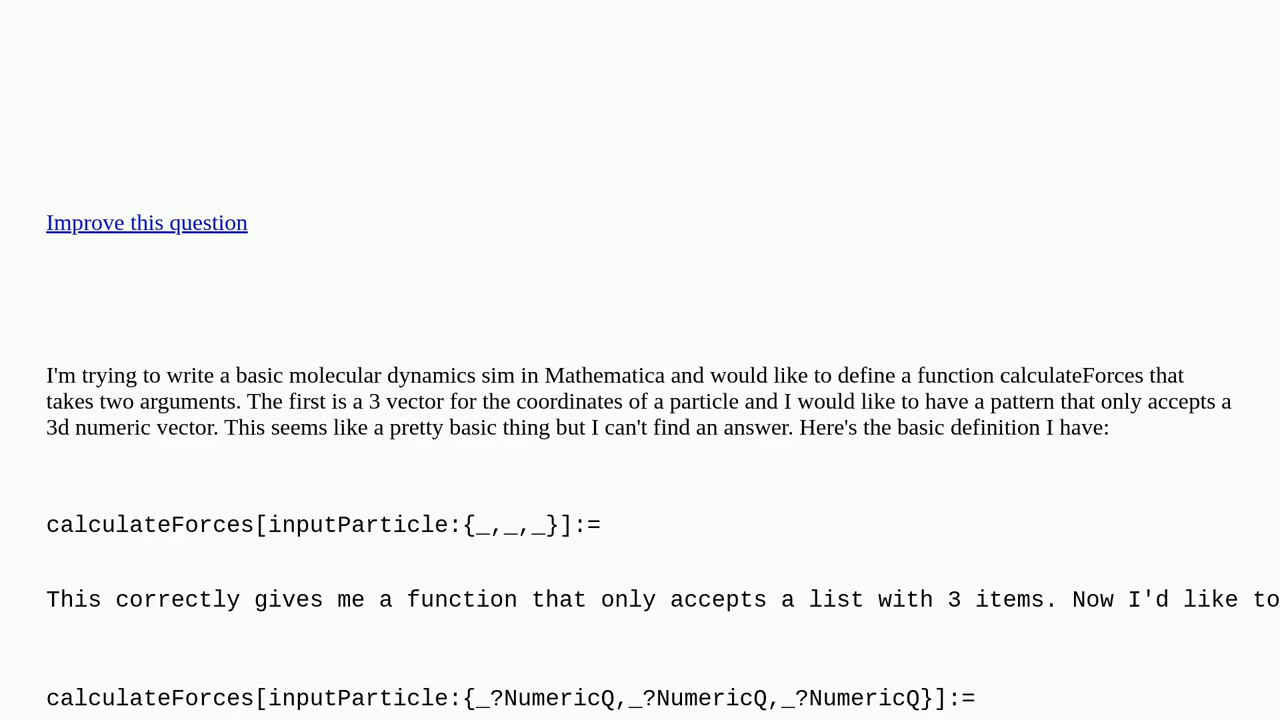 Improve this question
I'm trying to write a basic molecular dynamics sim in Mathematica and would like to define a function calculateForces that
takes two arguments. The first is a 3 vector for the coordinates of a particle and I would like to have a pattern that only accepts a
3d numeric vector. This seems like a pretty basic thing but I can't find an answer. Here's the basic definition I have:
calculateForces[inputParticle:{_,_,_}]:=
This correctly gives me a function that only accepts a list with 3 items. Now I'd like to
calculateForces[inputParticle:{_?NumericQ,_?NumericQ,_?NumericQ}]:=